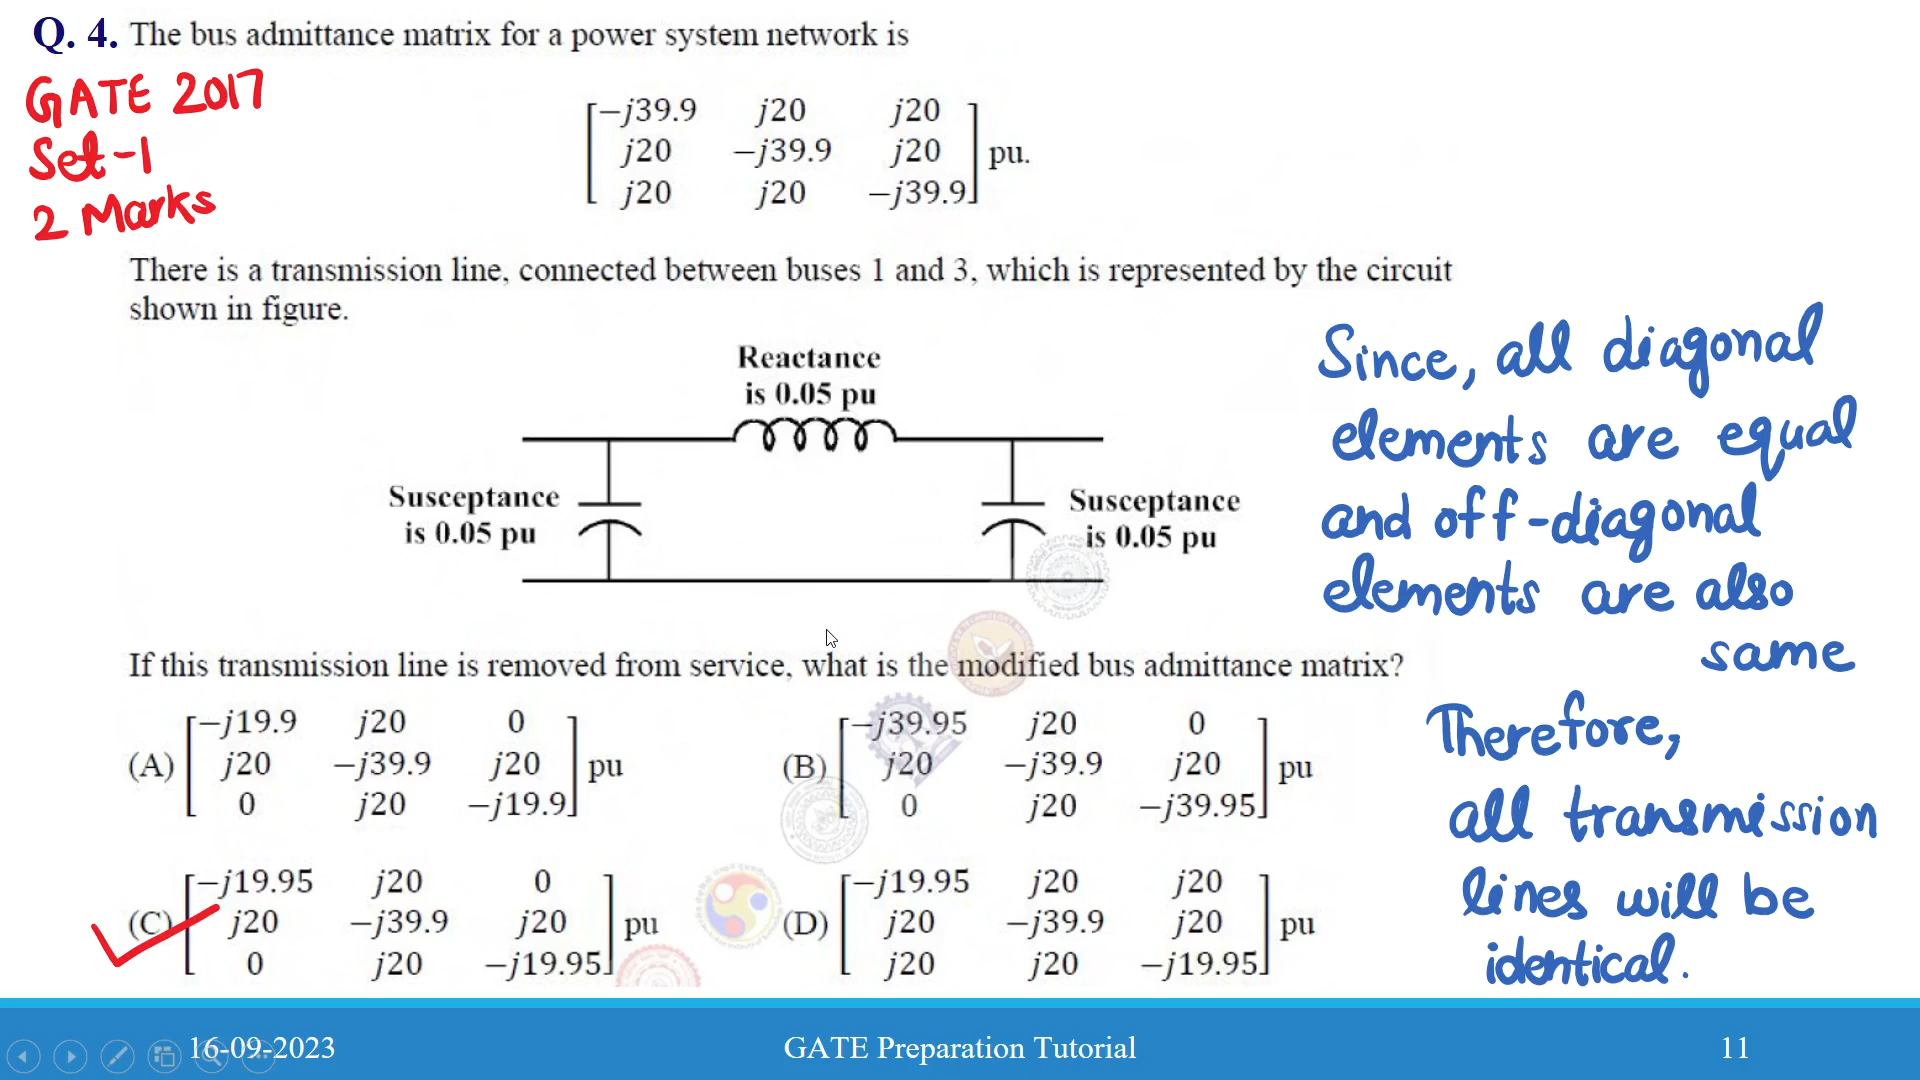 Q. 4. The bus admittance matrix for a power system network is
GATE 2017
Set-1
2 Marks
−j39.9 j20 j20
j20 −j39.9 j20 pu.
j20 j20 −j39.9
There is a transmission line, connected between buses 1 and 3, which is represented by the circuit
shown in figure.
Reactance
is 0.05 pu
Susceptance
is 0.05 pu
Susceptance
is 0.05 pu
Since, all diagonal
elements are equal
and off-diagonal
elements are also
same
Therefore,
all transmission
lines will be
identical.
If this transmission line is removed from service, what is the modified bus admittance matrix?
−j19.9 j20 0
(A) j20 −j39.9 j20 pu
0 j20 −j19.9
−j39.95 j20 0
(B) j20 −j39.9 j20 pu
0 j20 −j39.95
−j19.95 j20 0
(C) j20 −j39.9 j20 pu
0 j20 −j19.95
−j19.95 j20 j20
(D) j20 −j39.9 j20 pu
j20 j20 −j19.95
16-09-2023 GATE Preparation Tutorial 11